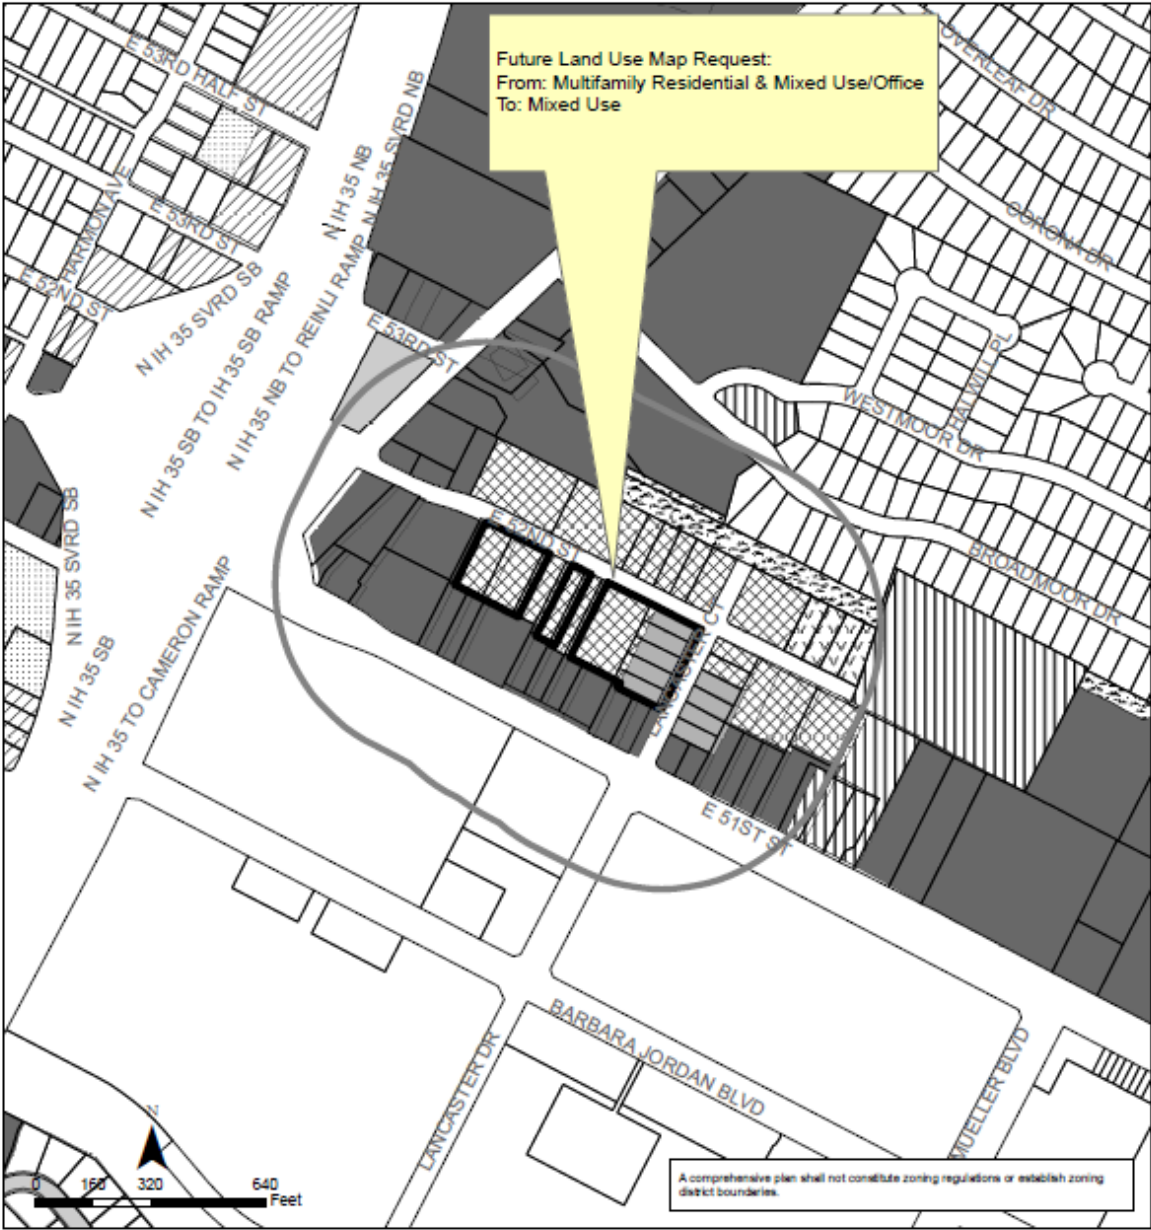 Future Land Use Map Request:
From: Multifamily Residential & Mixed Use/Office
To: Mixed Use
OVERLEAF DR
E 53RD HALF ST
N IH 35 SVRD NB
N IH 35 NB
HARMON AVE
E 53RD ST
CORONA DR
E 52ND ST
N IH 35 SVRD SB
N IH 35 SB TO IH 35 SB RAMP
N IH 35 NB TO REINLI RAMP
E 53RD ST
HALWILL PL
WESTMOOR DR
N IH 35 SVRD SB
E 52ND ST
BROADMOOR DR
N IH 35 SB
N IH 35 TO CAMERON RAMP
LANCASTER CT
E 51ST ST
BARBARA JORDAN BLVD
LANCASTER DR
MUELLER BLVD
N
0 160 320 640
Feet
A comprehensive plan shall not constitute zoning regulations or establish zoning
district boundaries.